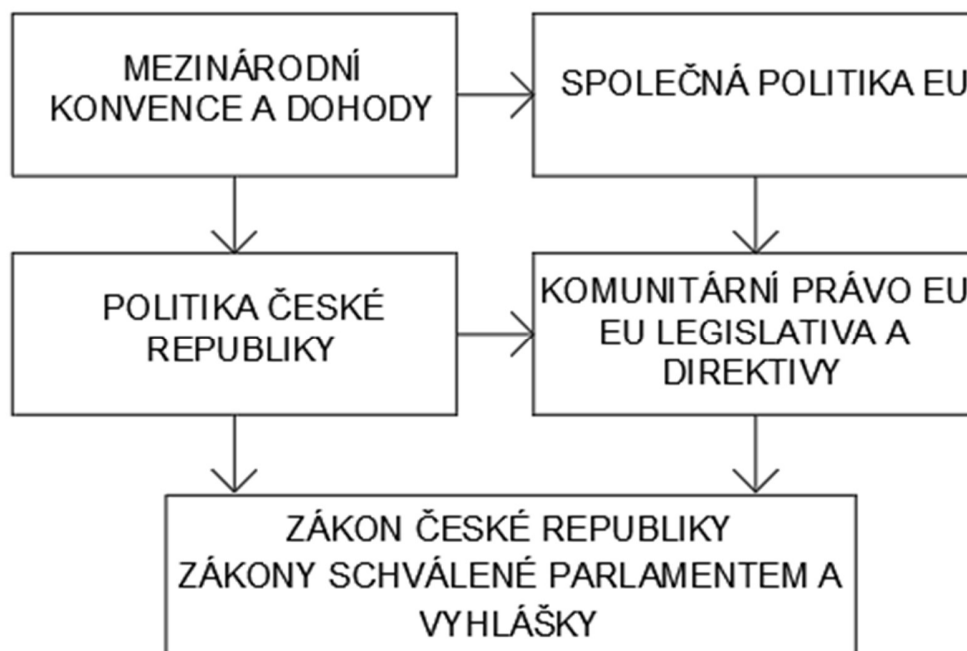 MEZINÁRODNÍ
KONVENCE A DOHODY
SPOLEČNÁ POLITIKA EU
POLITIKA ČESKÉ
REPUBLIKY
KOMUNITÁRNÍ PRÁVO EU
EU LEGISLATIVA A
DIREKTIVY
ZÁKON ČESKÉ REPUBLIKY
ZÁKONY SCHVÁLENÉ PARLAMENTEM A
VYHLÁŠKY